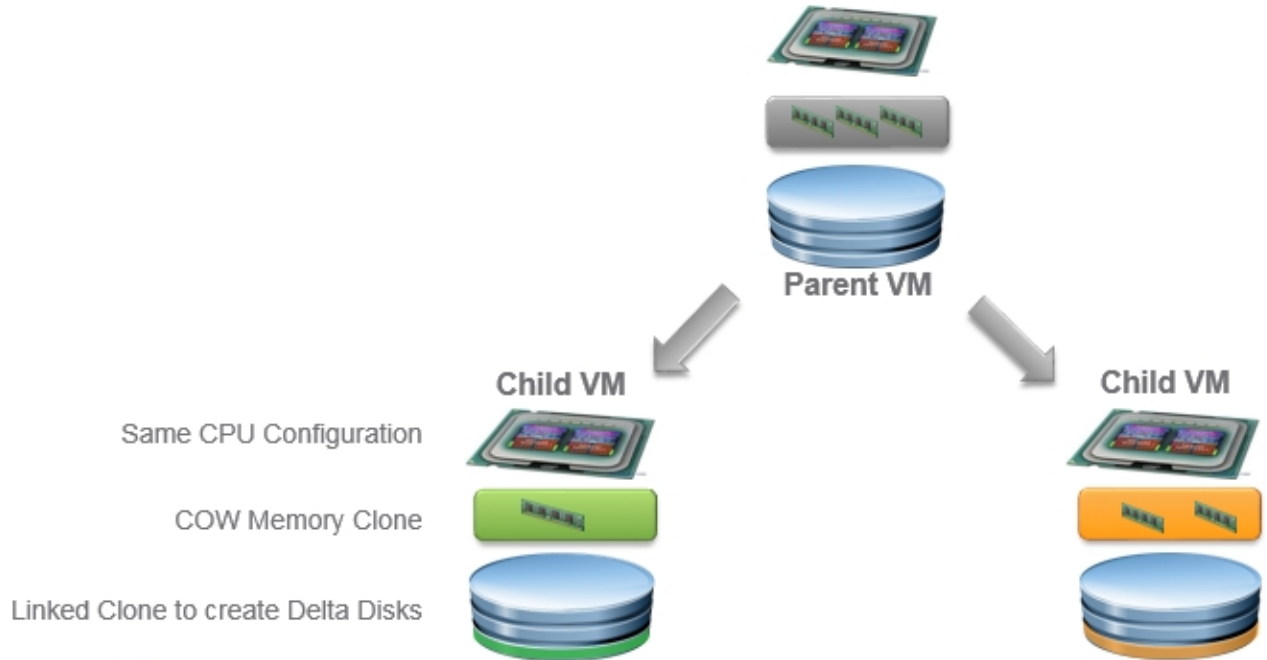 Parent VM
Child VM
Child VM
Same CPU Configuration
COW Memory Clone
Linked Clone to create Delta Disks